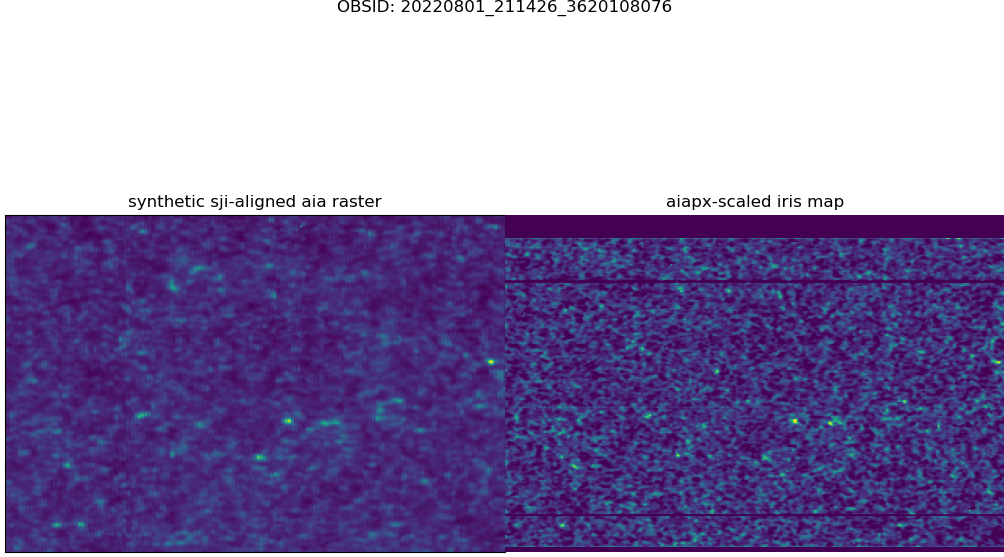 OBSID: 20220801_211426_3620108076
synthetic sji-aligned aia raster
aiapx-scaled iris map